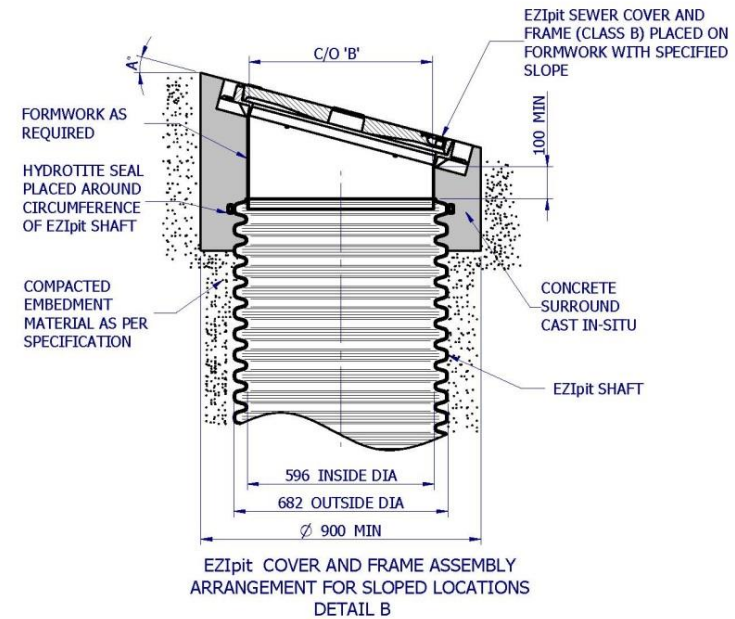 EZIpit SEWER COVER AND
FRAME (CLASS B) PLACED ON
FORMWORK WITH SPECIFIED
SLOPE
C/O 'B'
A°
100 MIN
FORMWORK AS
REQUIRED
HYDROTITE SEAL
PLACED AROUND
CIRCUMFERENCE
OF EZIpit SHAFT
COMPACTED
EMBEDMENT
MATERIAL AS PER
SPECIFICATION
CONCRETE
SURROUND
CAST IN-SITU
EZIpit SHAFT
596 INSIDE DIA
682 OUTSIDE DIA
Ø 900 MIN
EZIpit COVER AND FRAME ASSEMBLY
ARRANGEMENT FOR SLOPED LOCATIONS
DETAIL B